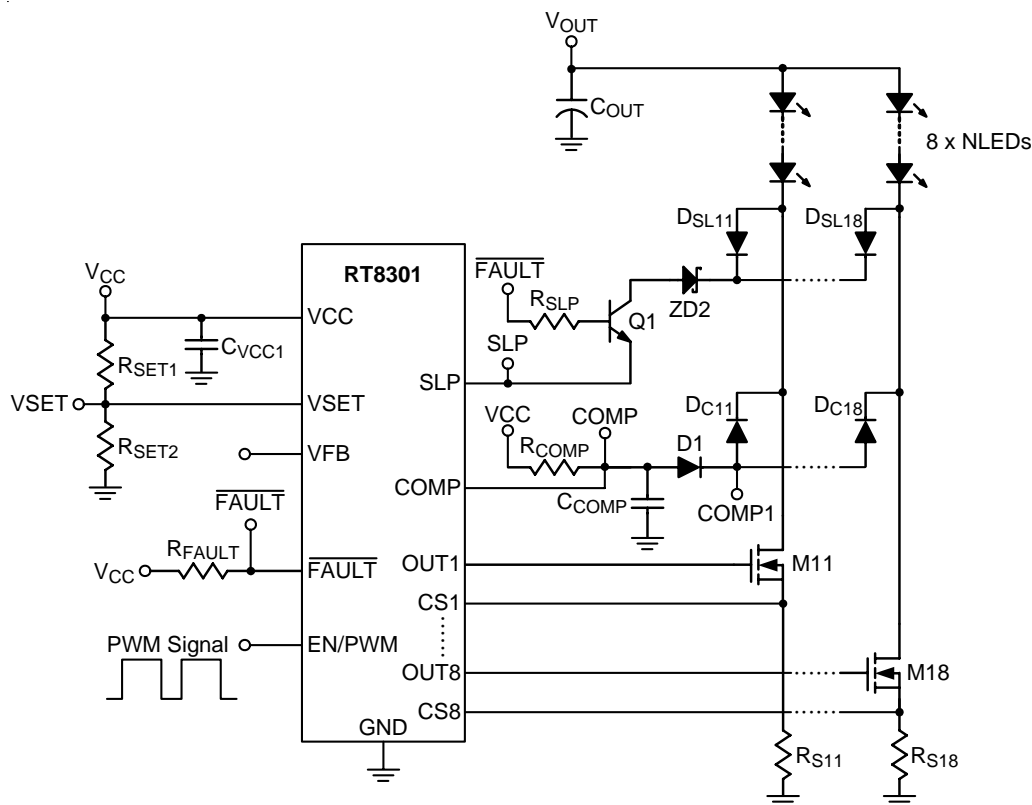 VOUT
COUT
8 x NLEDs
DSL11
DSL18
RT8301
FAULT
RSLP
Q1
ZD2
VCC
VCC
CVCC1
RSET1
SLP
SLP
VSET
VSET
RSET2
DC11
DC18
VCC
COMP
RCOMP
D1
VFB
COMP
CCOMP
COMP1
FAULT
RFAULT
VCC
FAULT
OUT1
M11
CS1
PWM Signal
EN/PWM
OUT8
M18
CS8
GND
RS11
RS18